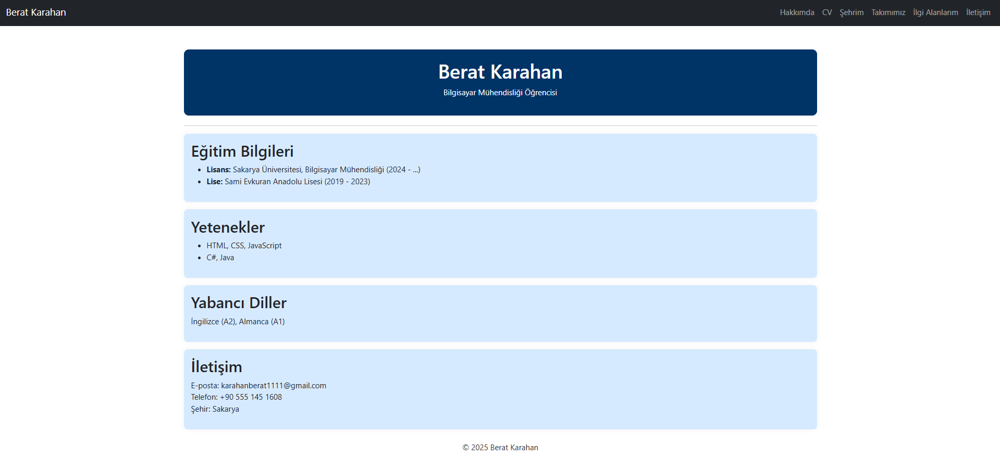 Berat Karahan
Hakkımda CV Şehrim Takımımız İlgi Alanlarım İletişim
Berat Karahan
Bilgisayar Mühendisliği Öğrencisi
Eğitim Bilgileri
• Lisans: Sakarya Üniversitesi, Bilgisayar Mühendisliği (2024 - ...)
• Lise: Sami Evkuran Anadolu Lisesi (2019 - 2023)
Yetenekler
• HTML, CSS, JavaScript
• C#, Java
Yabancı Diller
İngilizce (A2), Almanca (A1)
İletişim
E-posta: karahanberat1111@gmail.com
Telefon: +90 555 145 1608
Şehir: Sakarya
© 2025 Berat Karahan